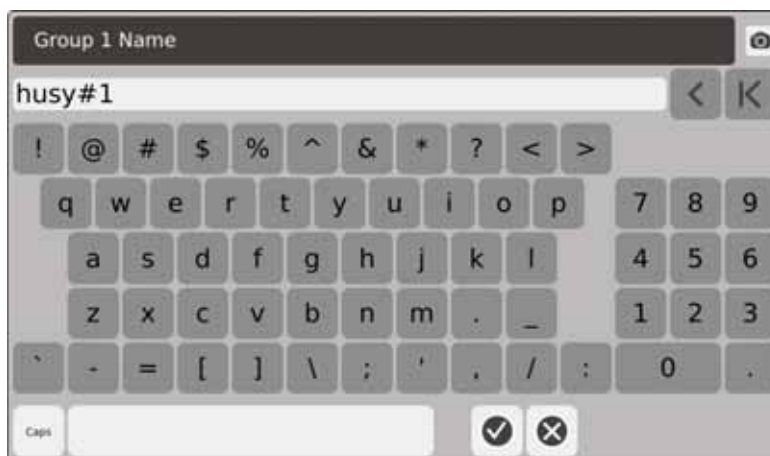 Group 1 Name
husy#1
! @ # $ % ^ & * ? < >
q w e r t y u i o p 7 8 9
a s d f g h j k l 4 5 6
z x c v b n m . _ 1 2 3
` - = [ ] \ ; ' , / : 0 .
Caps